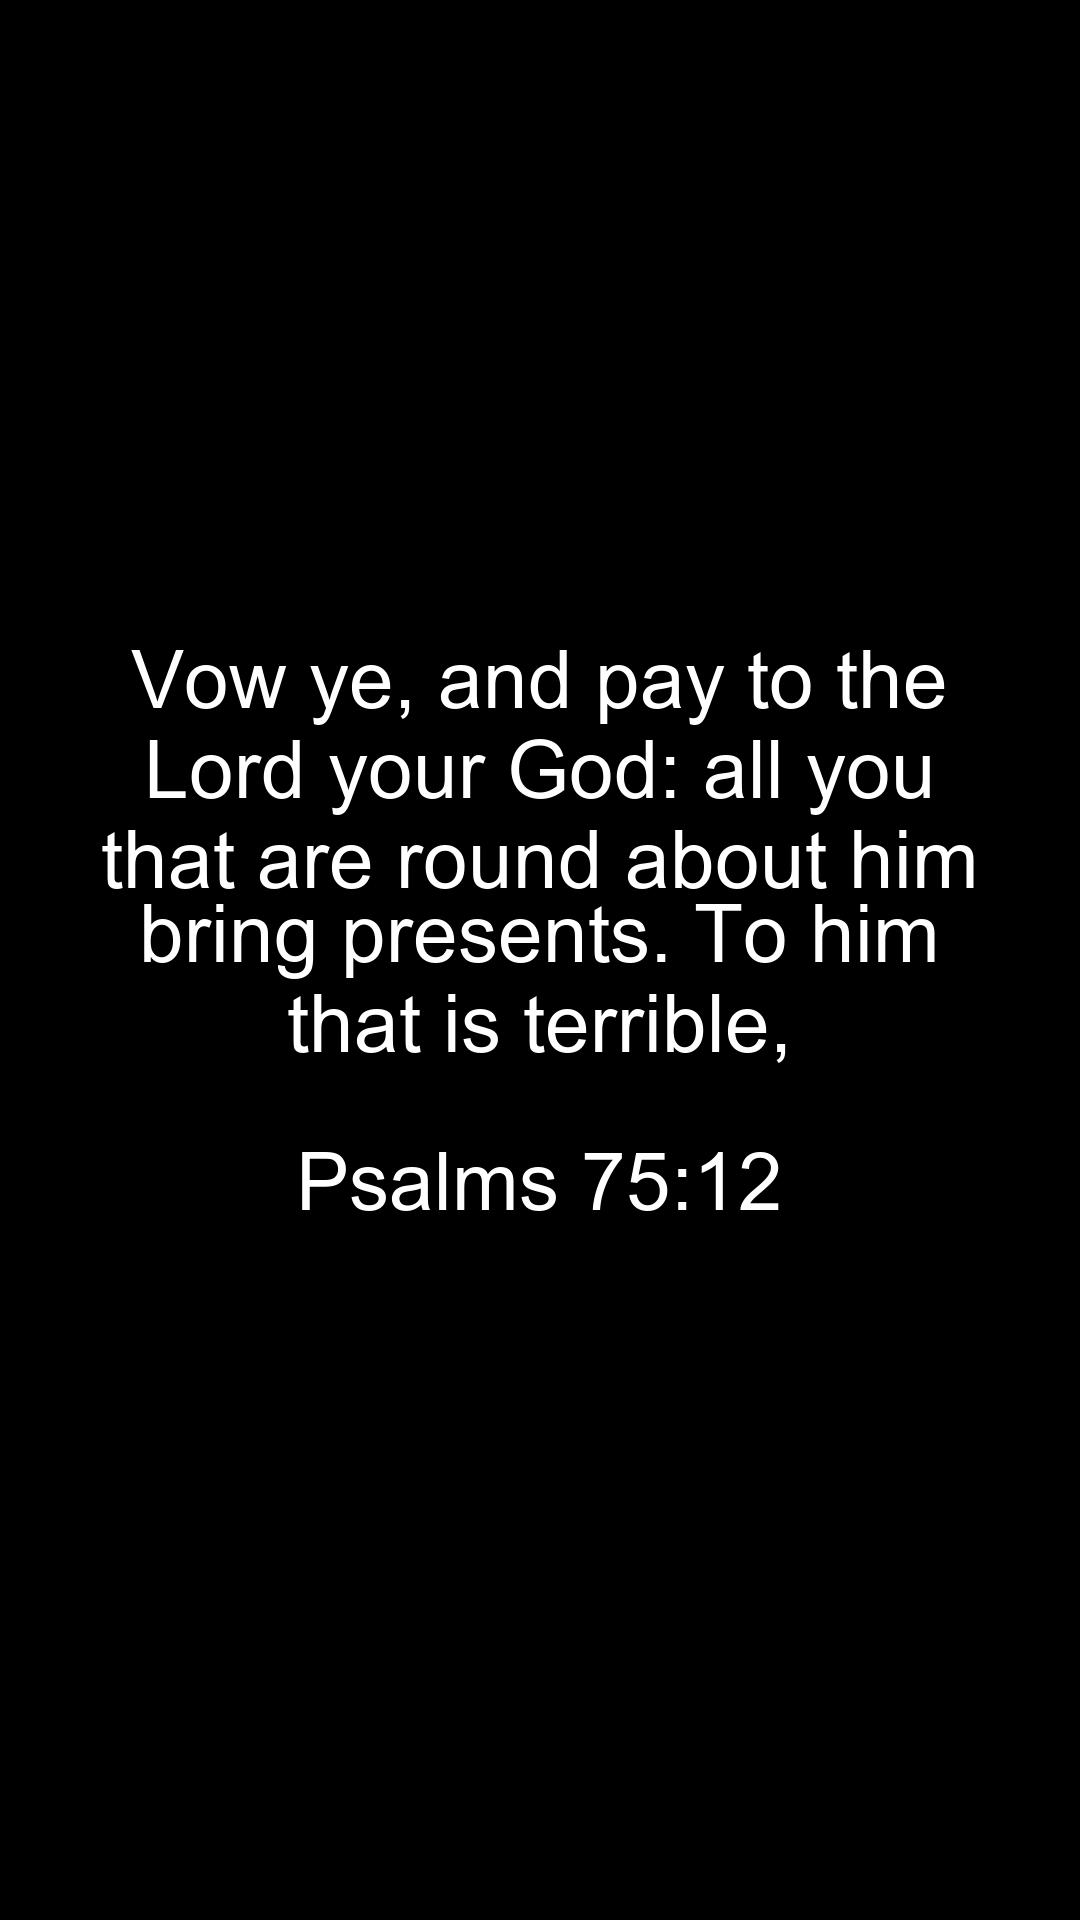 Vow ye, and pay to the
Lord your God: all you
that are round about him
bring presents. To him
that is terrible,
Psalms 75:12